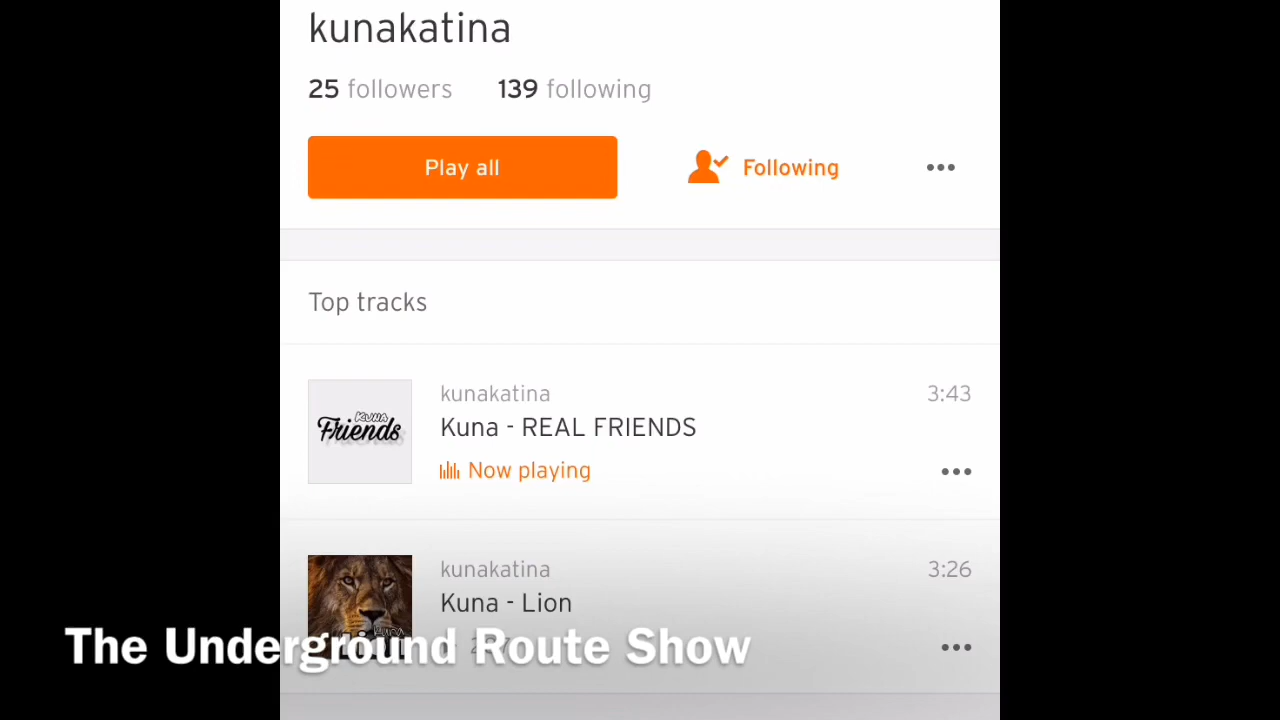 kunakatina
25 followers 139 following
Play all Following
Top tracks
kunakatina 3:43
KUNA
Friends
Kuna - REAL FRIENDS
Now playing
kunakatina 3:26
Kuna - Lion
The Underground Route Show